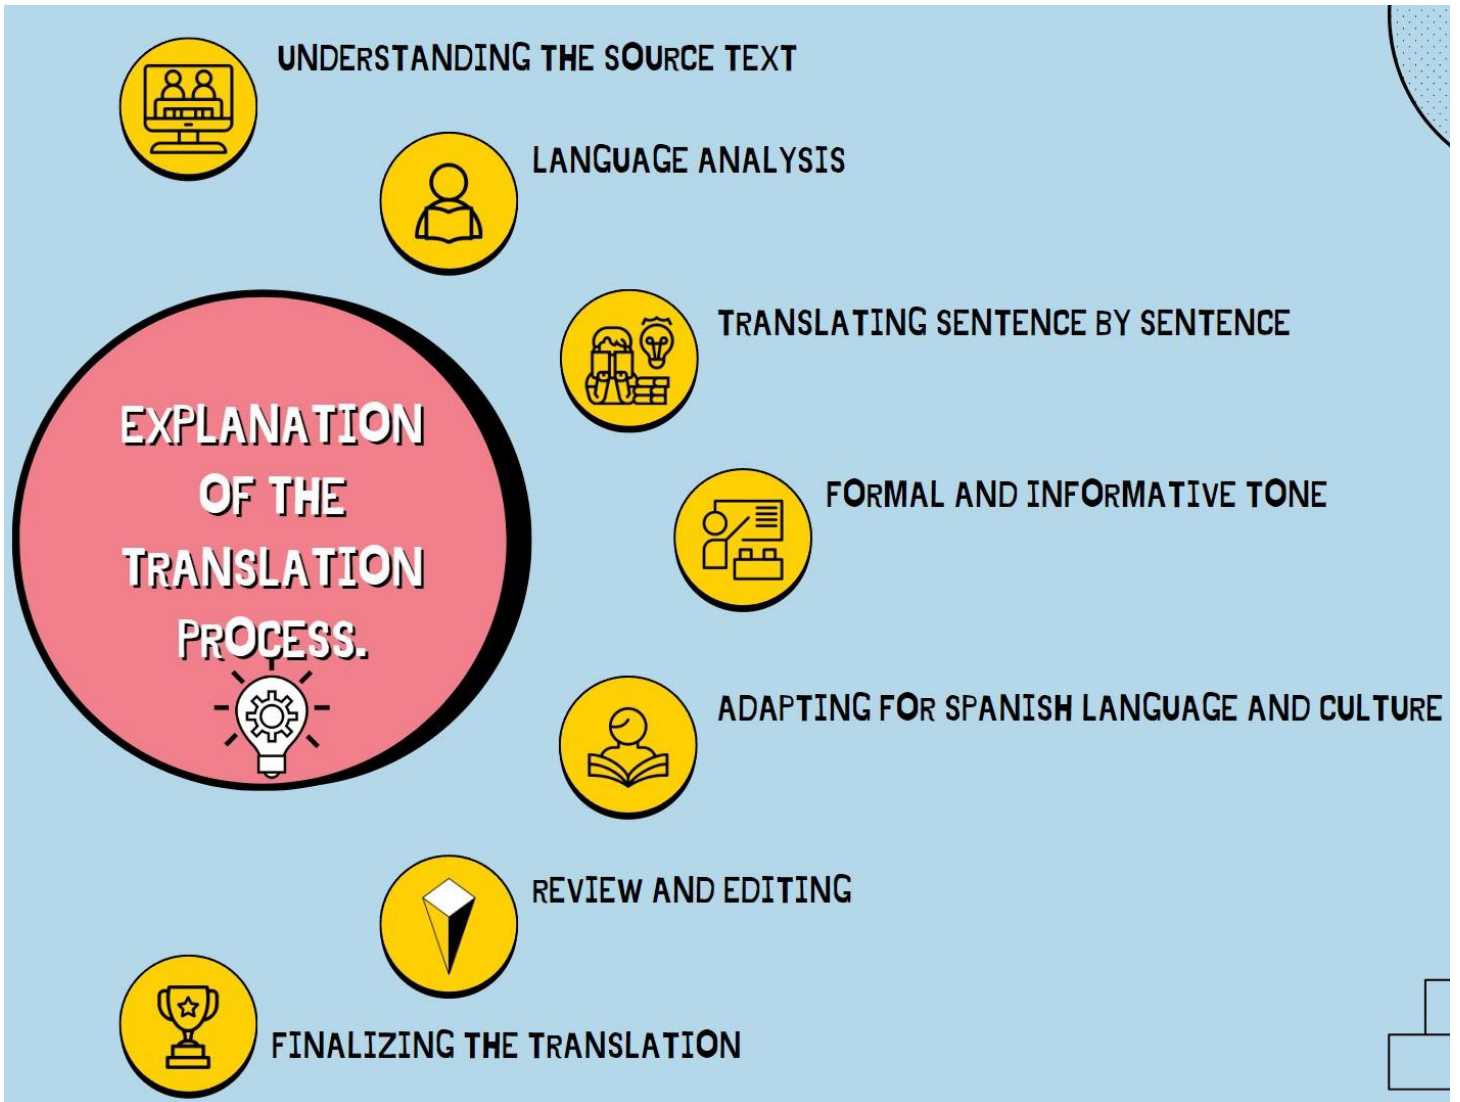 UNDERSTANDING THE SOURCE TEXT
LANGUAGE ANALYSIS
TRANSLATING SENTENCE BY SENTENCE
EXPLANATION
OF THE
TRANSLATION
PROCESS.
FORMAL AND INFORMATIVE TONE
ADAPTING FOR SPANISH LANGUAGE AND CULTURE
REVIEW AND EDITING
FINALIZING THE TRANSLATION